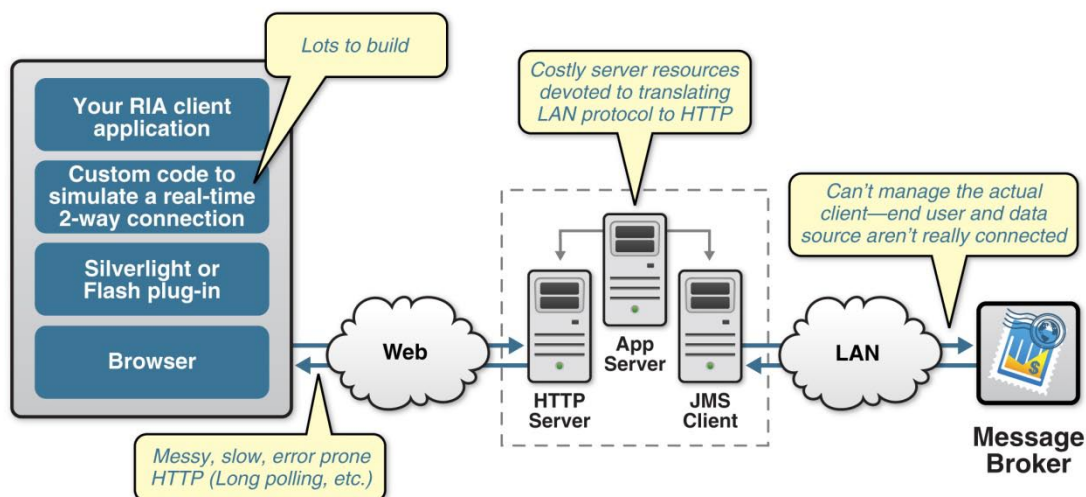 Lots to build
Your RIA client
application
Custom code to
simulate a real-time
2-way connection
Silverlight or
Flash plug-in
Browser
Messy, slow, error prone
HTTP (Long polling, etc.)
Web
Costly server resources
devoted to translating
LAN protocol to HTTP
HTTP
Server
App
Server
JMS
Client
Can’t manage the actual
client—end user and data
source aren’t really connected
LAN
$
Message
Broker